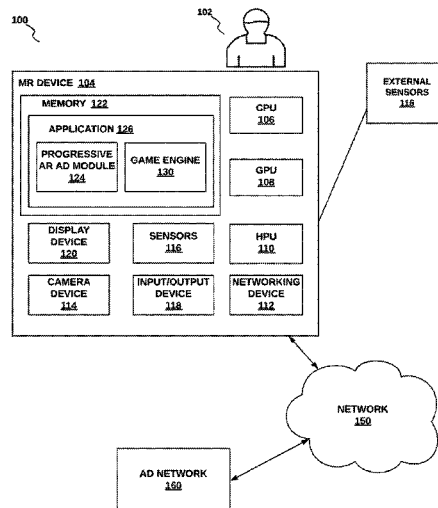 100
102
MR DEVICE 104
MEMORY 122
APPLICATION 126
PROGRESSIVE
AR AD MODULE
124
GAME ENGINE
130
CPU
106
GPU
108
EXTERNAL
SENSORS
116
DISPLAY
DEVICE
120
SENSORS
116
HPU
110
CAMERA
DEVICE
114
INPUT/OUTPUT
DEVICE
118
NETWORKING
DEVICE
112
NETWORK
150
AD NETWORK
160